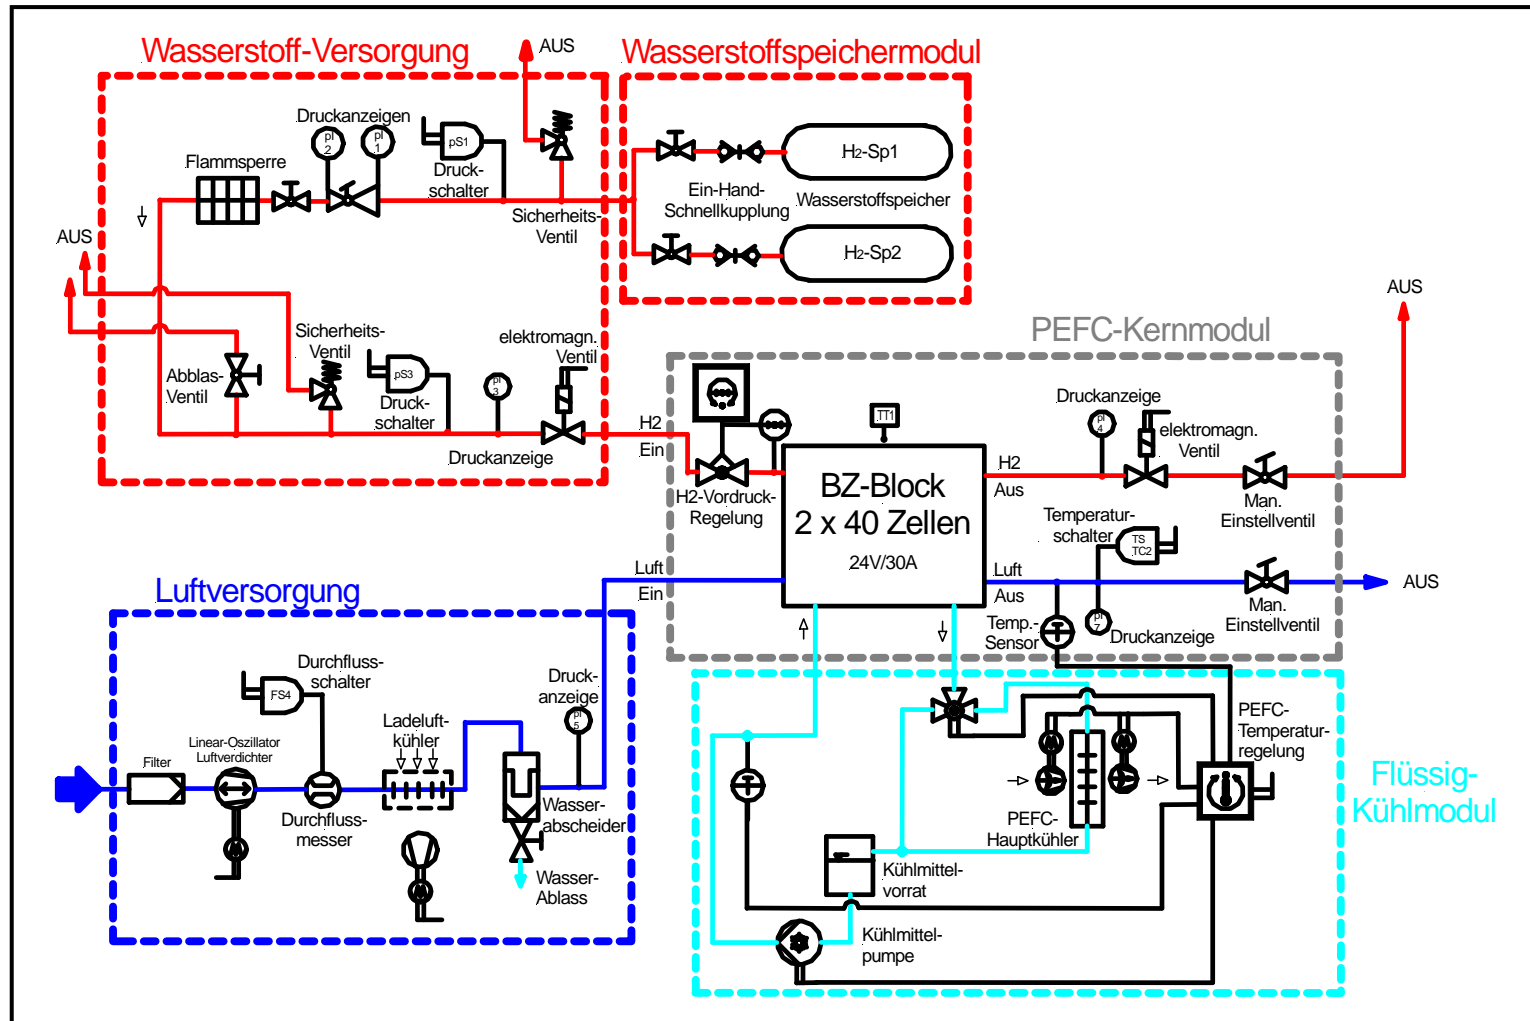 Wasserstoff-Versorgung
AUS
Wasserstoffspeichermodul
Druckanzeigen
pI
2
pI
1
pS1
Druck-
schalter
Flammsperre
Sicherheits-
Ventil
H2-Sp1
Ein-Hand-
Schnellkupplung
Wasserstoffspeicher
H2-Sp2
AUS
Sicherheits-
Ventil
Abblas-
Ventil
pS3
Druck-
schalter
pI
3
Druckanzeige
elektromagn.
Ventil
H2
Ein
PEFC-Kernmodul
AUS
TT1
H2-Vordruck-
Regelung
BZ-Block
2 x 40 Zellen
24V/30A
H2
Aus
Druckanzeige
pI
4
elektromagn.
Ventil
Man.
Einstellventil
Temperatur-
schalter
TS
TC2
Luft
Ein
Luft
Aus
AUS
Man.
Einstellventil
Temp.-
Sensor
pI
7
Druckanzeige
Luftversorgung
Durchfluss-
schalter
FS4
Filter
Linear-Oszillator
Luftverdichter
Durchfluss-
messer
Ladeluft-
kühler
Druck-
anzeige
pI
5
Wasser-
abscheider
Wasser-
Ablass
PEFC-
Temperatur-
regelung
Flüssig-
Kühlmodul
PEFC-
Hauptkühler
Kühlmittel-
vorrat
Kühlmittel-
pumpe